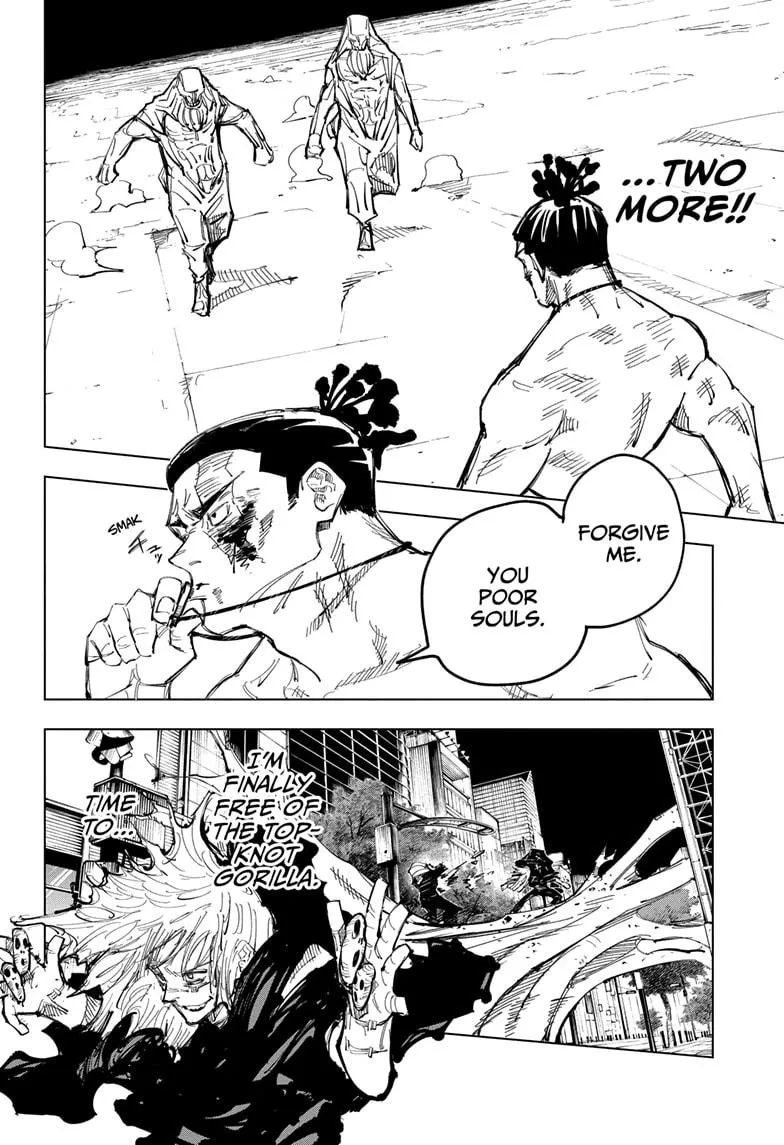 ...TWO
MORE!!
FORGIVE
ME.
YOU
POOR
SOULS.
SMAK
チュッ
I'M
FINALLY
FREE OF
THE TOP-
KNOT
GORILLA.
TIME
TO...